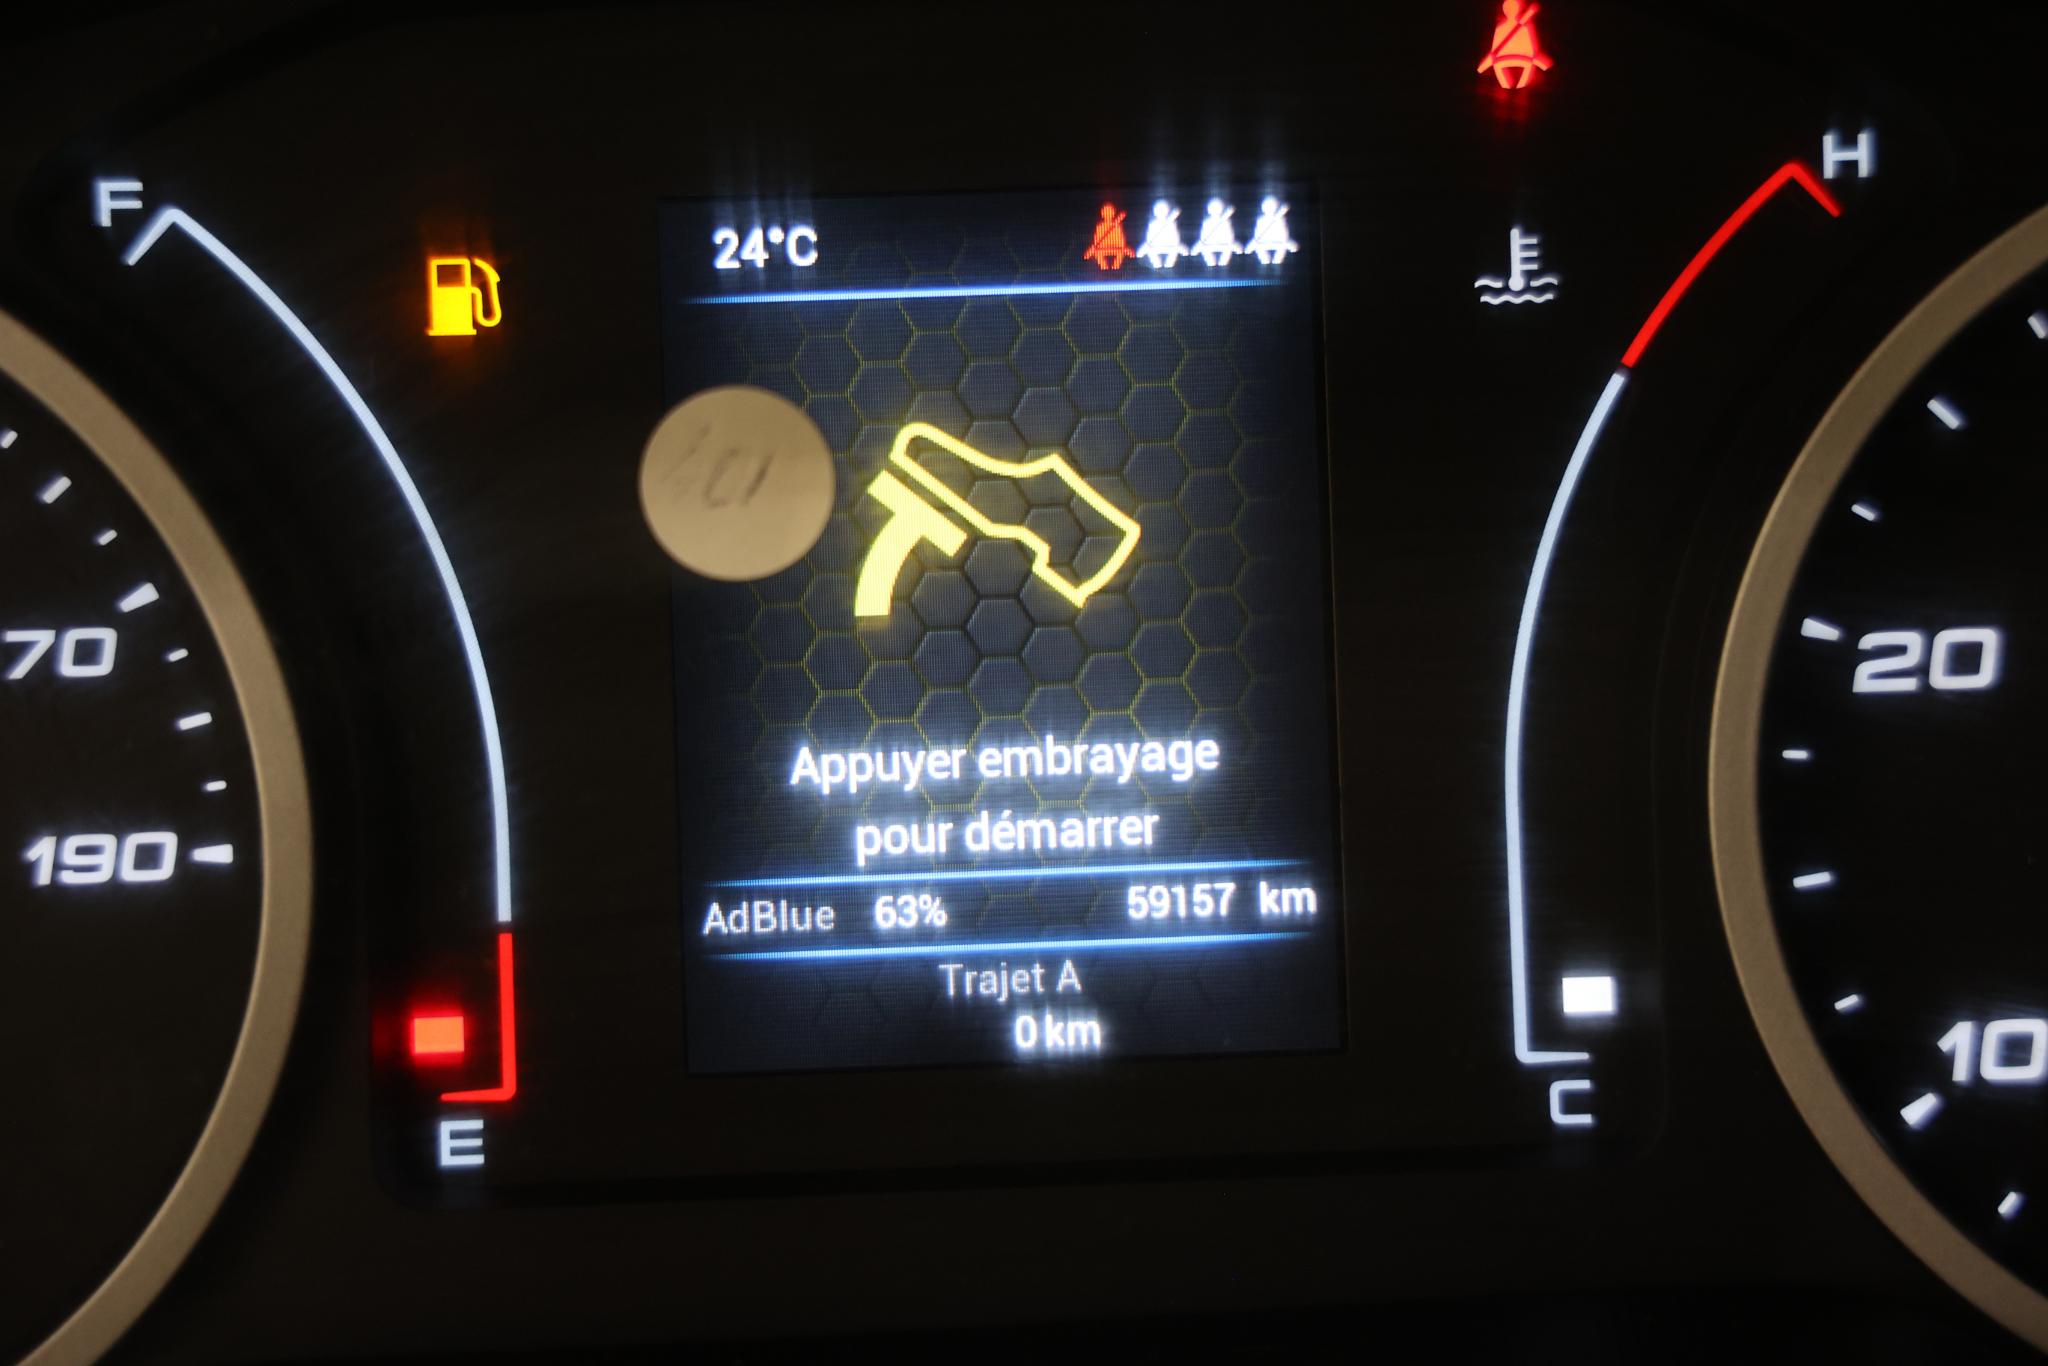 F
H
24°C
70
20
Appuyer embrayage
pour démarrer
190
AdBlue 63% 59157 km
Trajet A
0 km
10
E
C